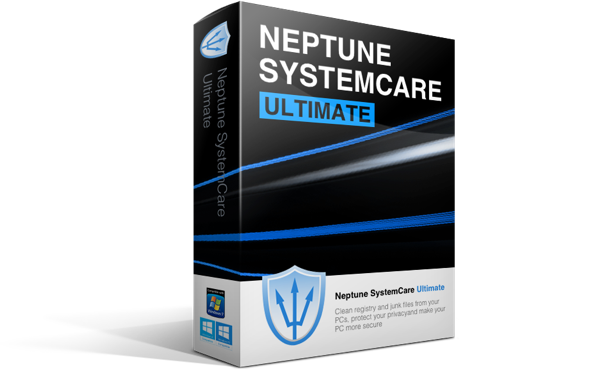 NEPTUNE
SYSTEMCARE
ULTIMATE
Neptune SystemCare
Ultimate
Neptune SystemCare Ultimate
Clean registry and junk files from your
PCs, protect your privacyand make your
PC more secure